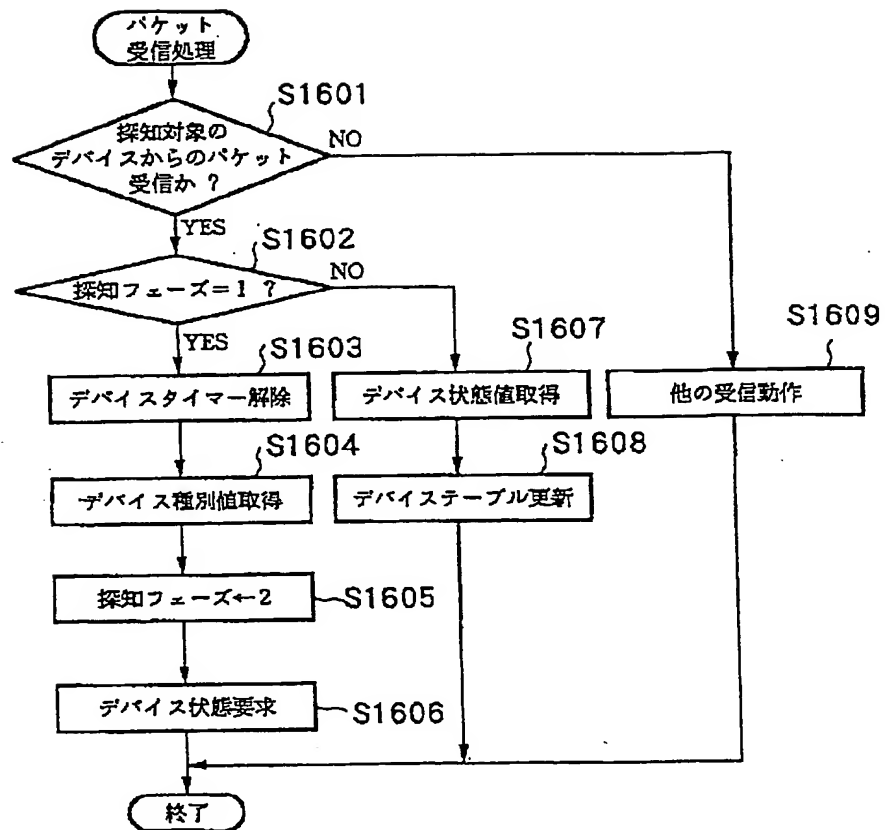 パケット
受信処理
S1601
探知対象の
デバイスからのパケット
受信か ?
NO
YES
S1602
探知フェーズ=1 ?
NO
YES
S1603
デバイスタイマー解除
S1607
デバイス状態値取得
S1609
他の受信動作
S1604
デバイス種別値取得
S1608
デバイステーブル更新
探知フェーズ←2
S1605
デバイス状態要求
S1606
終了